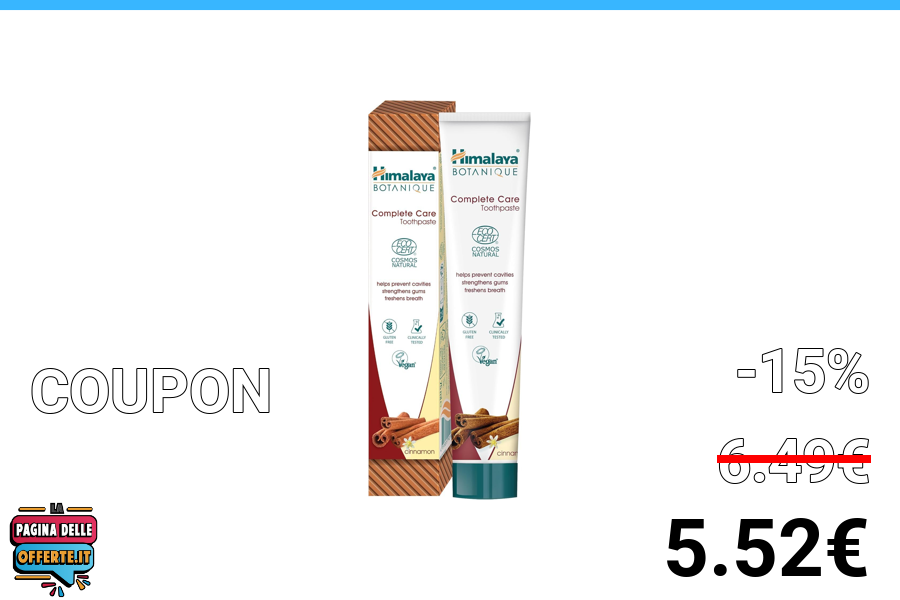 Himalaya
BOTANIQUE
Complete Care
Toothpaste
ECO
CERT
COSMOS
NATURAL
helps prevent cavities
strengthens gums
freshens breath
GLUTEN
FREE
CLINICALLY
TESTED
Vegan
cinnamon
Himalaya
BOTANIQUE
Complete Care
Toothpaste
ECO
CERT
COSMOS
NATURAL
helps prevent cavities
strengthens gums
freshens breath
GLUTEN
FREE
CLINICALLY
TESTED
Vegan
cinnamon
COUPON
-15%
6.49€
5.52€
LA
PAGINA DELLE
OFFERTE.IT